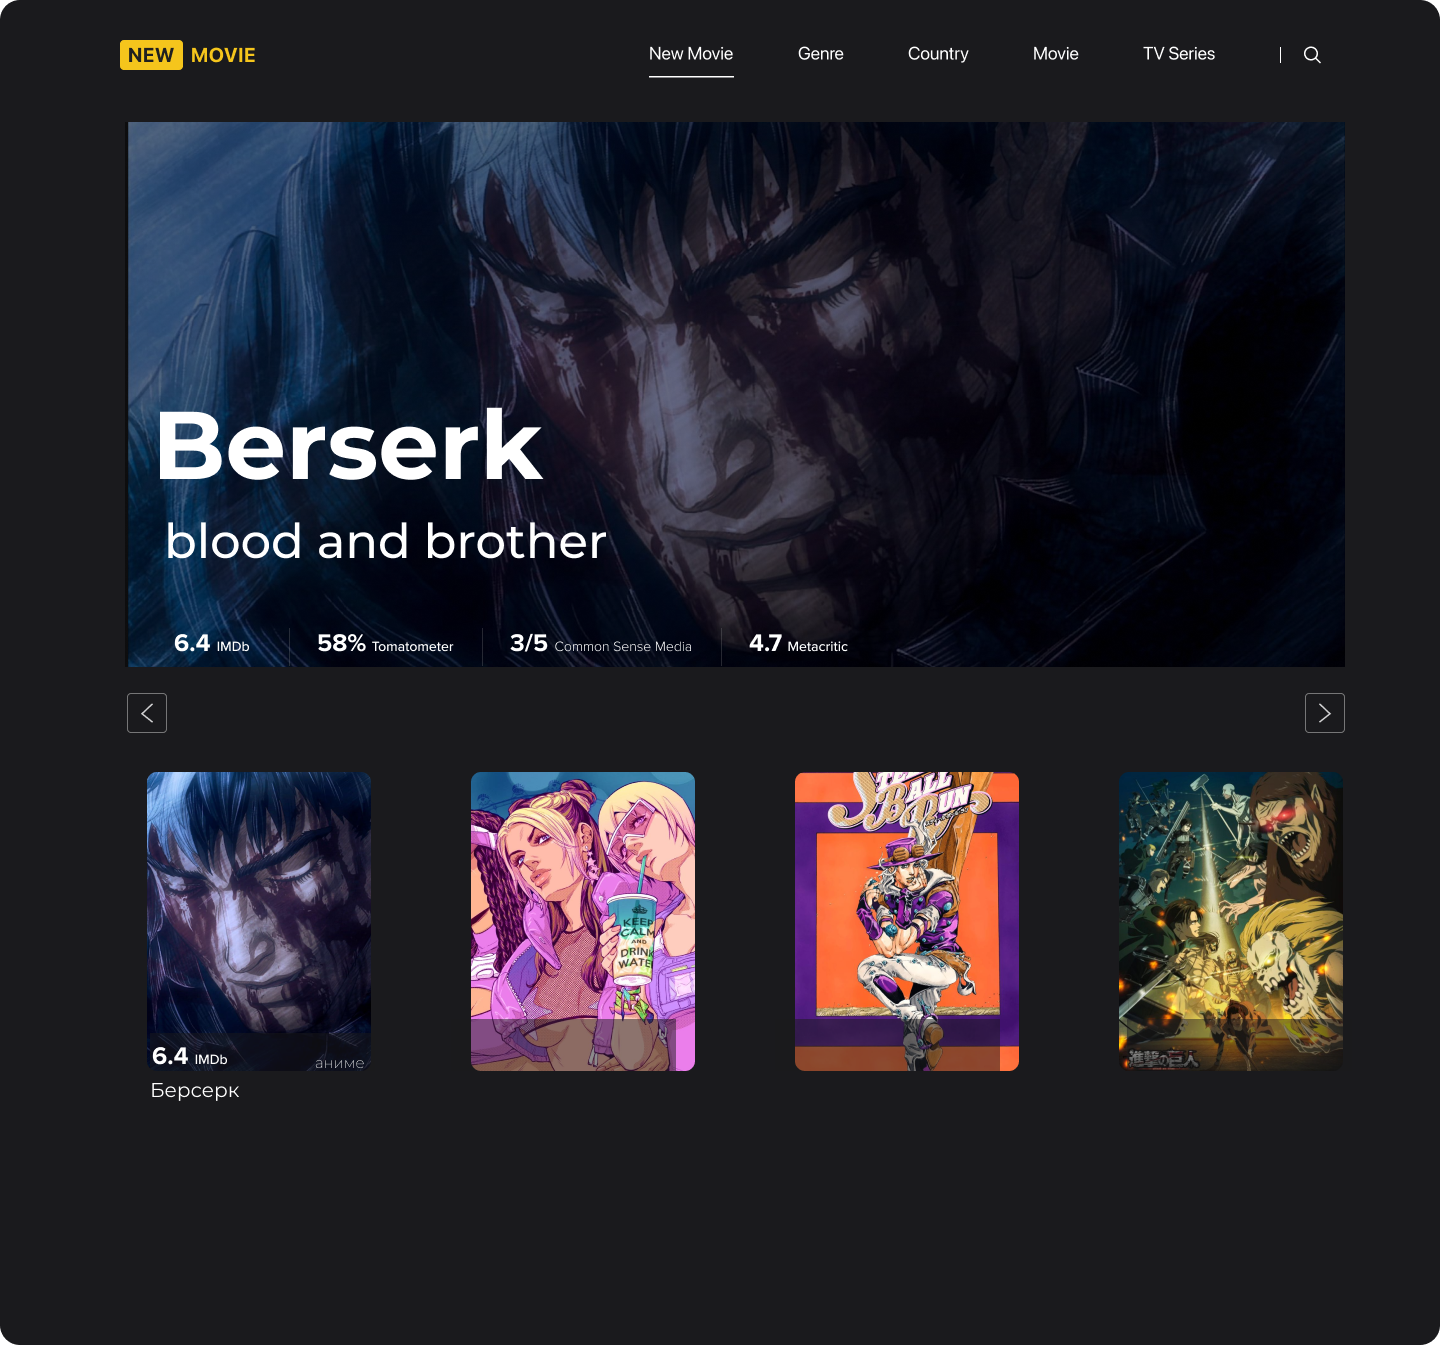 NEW MOVIE
New Movie Genre Country Movie TV Series
Berserk
blood and brother
6.4 IMDb 58% Tomatometer 3/5 Common Sense Media 4.7 Metacritic
KEEP
CALM
AND
DRINK
WATE
BALL
RUN
進撃の巨人
6.4 IMDb аниме
Берсерк